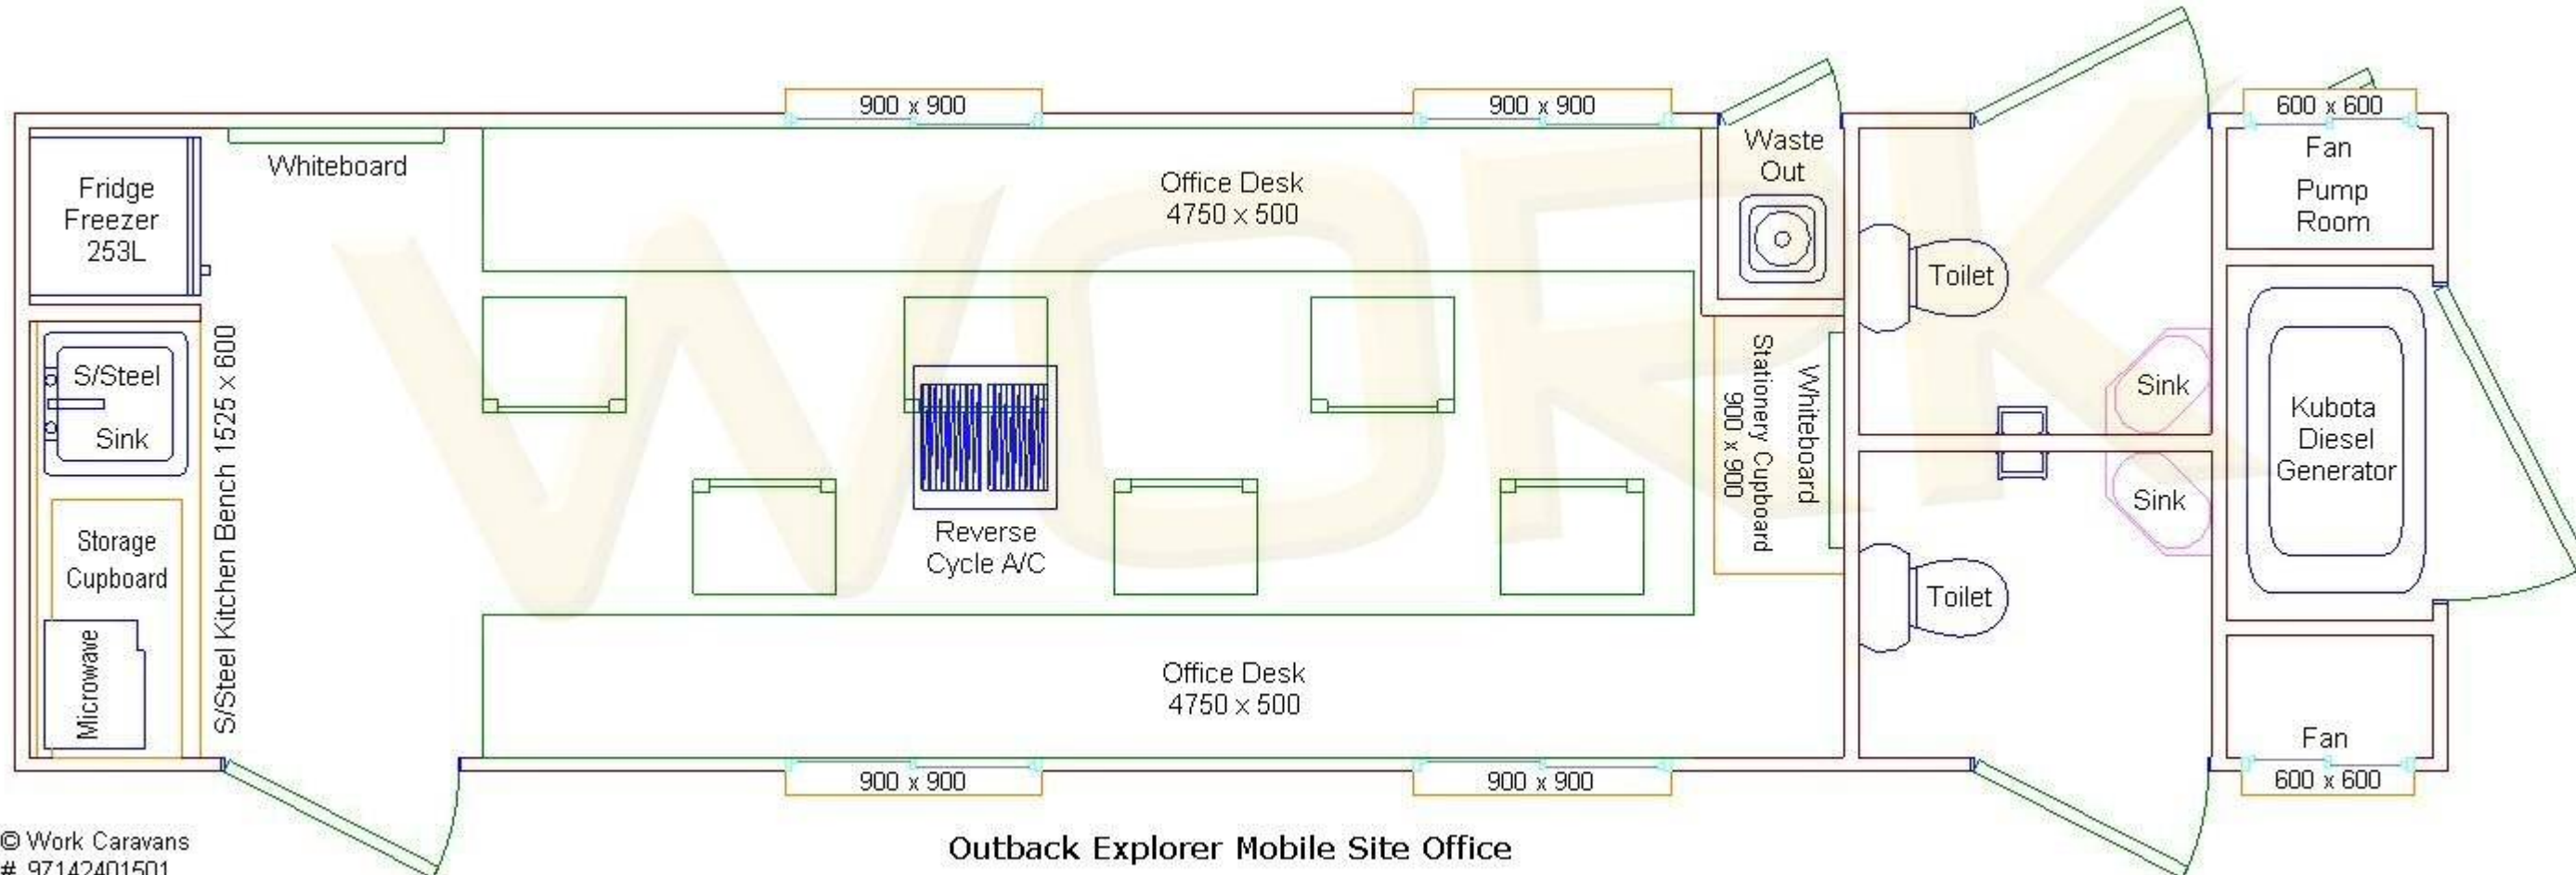 900 x 900
900 x 900
600 x 600
Fridge
Freezer
253L
Whiteboard
Office Desk
4750 x 500
Waste
Out
Fan
Pump
Room
Toilet
S/Steel
Sink
S/Steel Kitchen Bench 1525 x 600
Storage
Cupboard
Microwave
Reverse
Cycle A/C
Whiteboard
Stationery Cupboard
900 x 900
Sink
Sink
Kubota
Diesel
Generator
Toilet
Office Desk
4750 x 500
Fan
900 x 900
900 x 900
600 x 600
WORK
© Work Caravans
# 97142401501
Outback Explorer Mobile Site Office